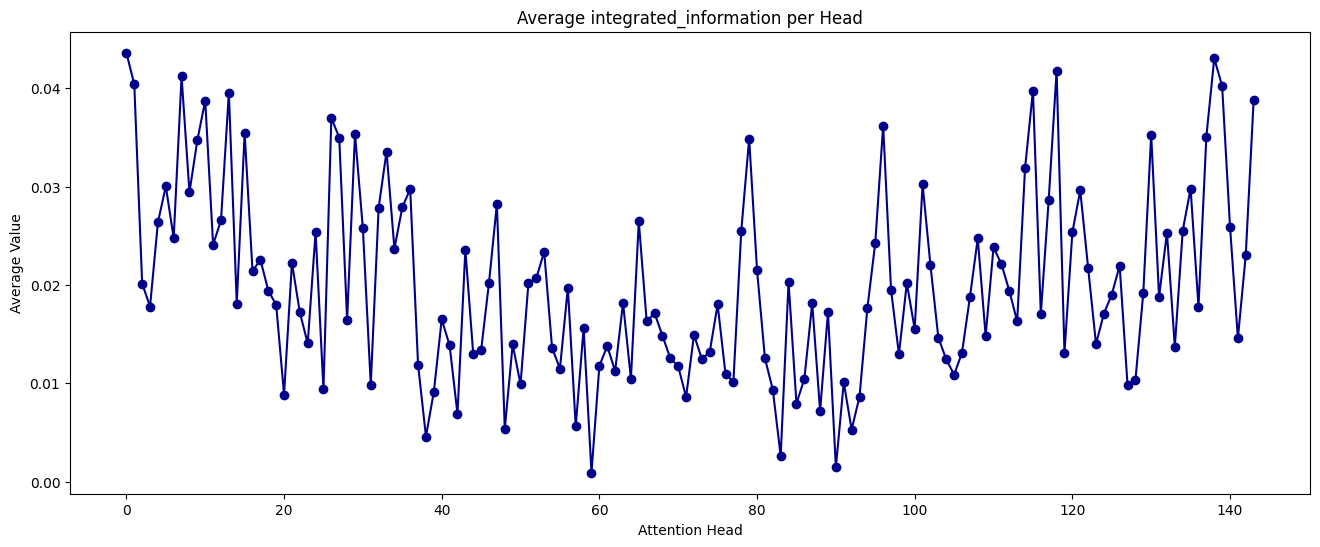 Average integrated_information per Head
Average Value
0.04
0.03
0.02
0.01
0.00
0 20 40 60 80 100 120 140
Attention Head